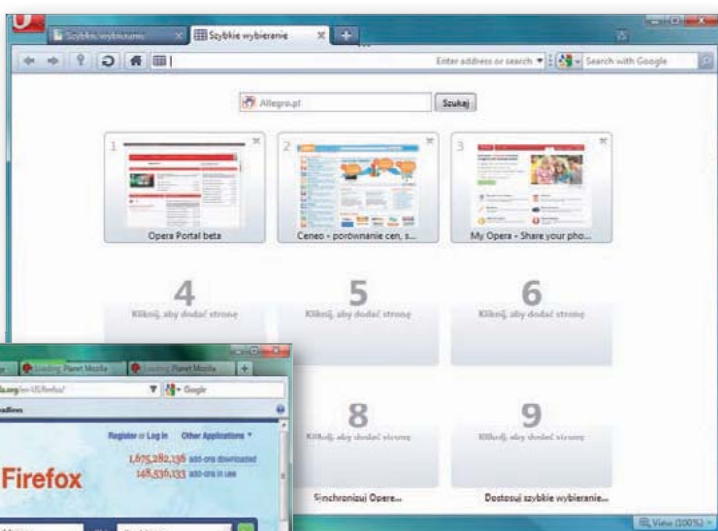 Szybkie wybieranie
Szybkie wybieranie
Enter address or search
Search with Google
Allegro.pl
Szukaj
1
2
3
Opera Portal beta
Ceneo - porównanie cen, s...
My Opera - Share your pho...
4
5
6
Kliknij, aby dodać stronę
Kliknij, aby dodać stronę
Kliknij, aby dodać stronę
8
9
Kliknij, aby dodać stronę
Kliknij, aby dodać stronę
Synchronizuj Operę...
Dostosuj szybkie wybieranie...
View (100%)
Loading Planet Mozilla
Loading Planet Mozilla
Google
Register or Log in Other Applications
1,675,282,136 add-ons downloaded
148,536,133 add-ons in use
Firefox